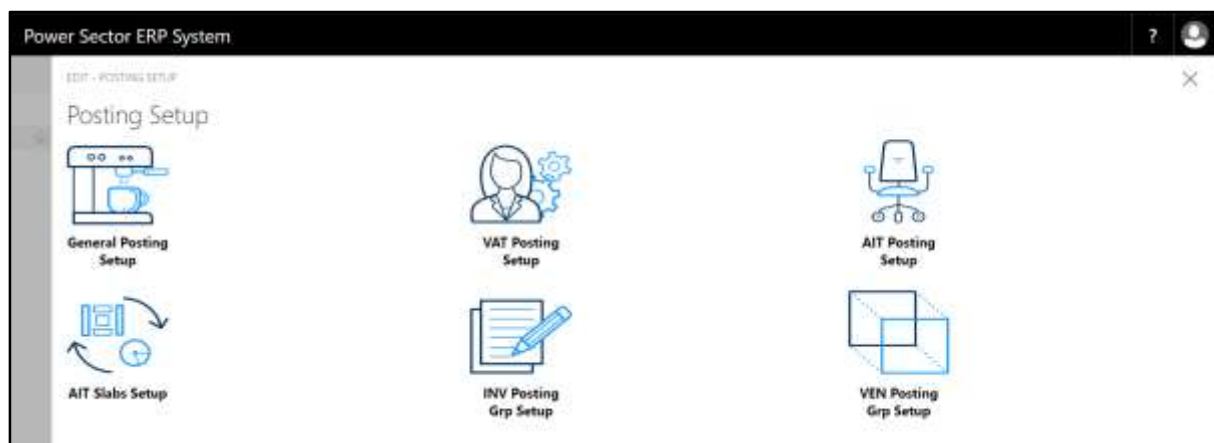 Power Sector ERP System ?
EDIT - POSTING SETUP
Posting Setup
General Posting
Setup
VAT Posting
Setup
AIT Posting
Setup
AIT Slabs Setup
INV Posting
Grp Setup
VEN Posting
Grp Setup